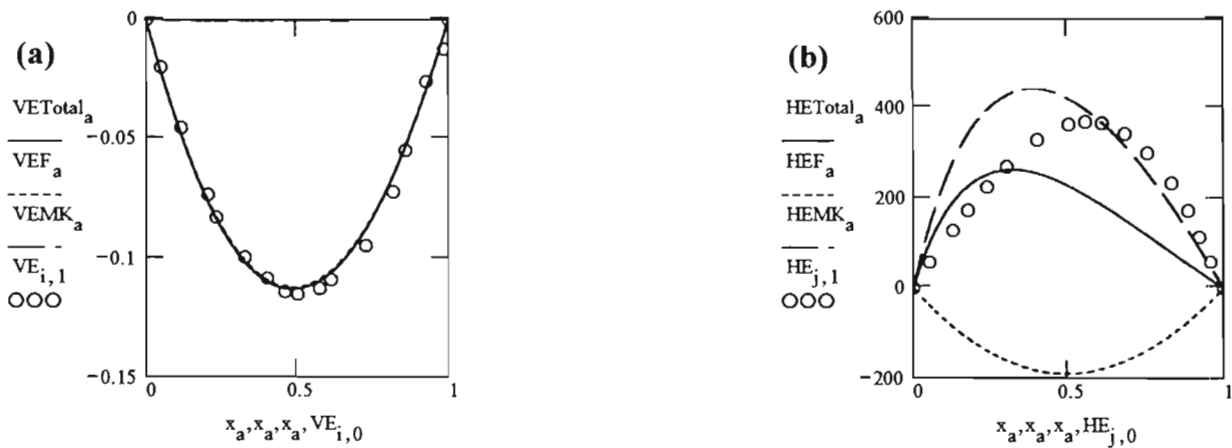 (a)
VETotal_a
VEF_a
VEMK_a
VE_i,1
0
−0.05
−0.1
−0.15
0
0.5
1
x_a,x_a,x_a,VE_i,0
(b)
HETotal_a
HEF_a
HEMK_a
HE_j,1
600
400
200
0
−200
0
0.5
1
x_a,x_a,x_a,HE_j,0